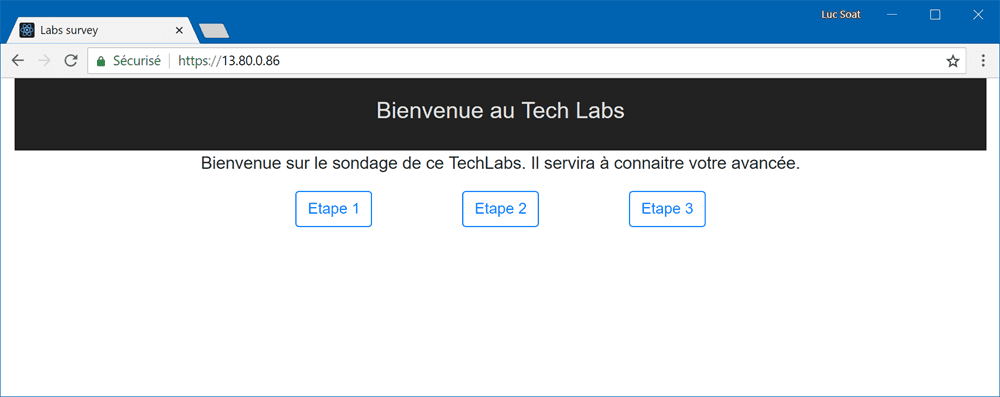 Luc Soat
Labs survey
Sécurisé https://13.80.0.86
Bienvenue au Tech Labs
Bienvenue sur le sondage de ce TechLabs. Il servira à connaitre votre avancée.
Etape 1 Etape 2 Etape 3